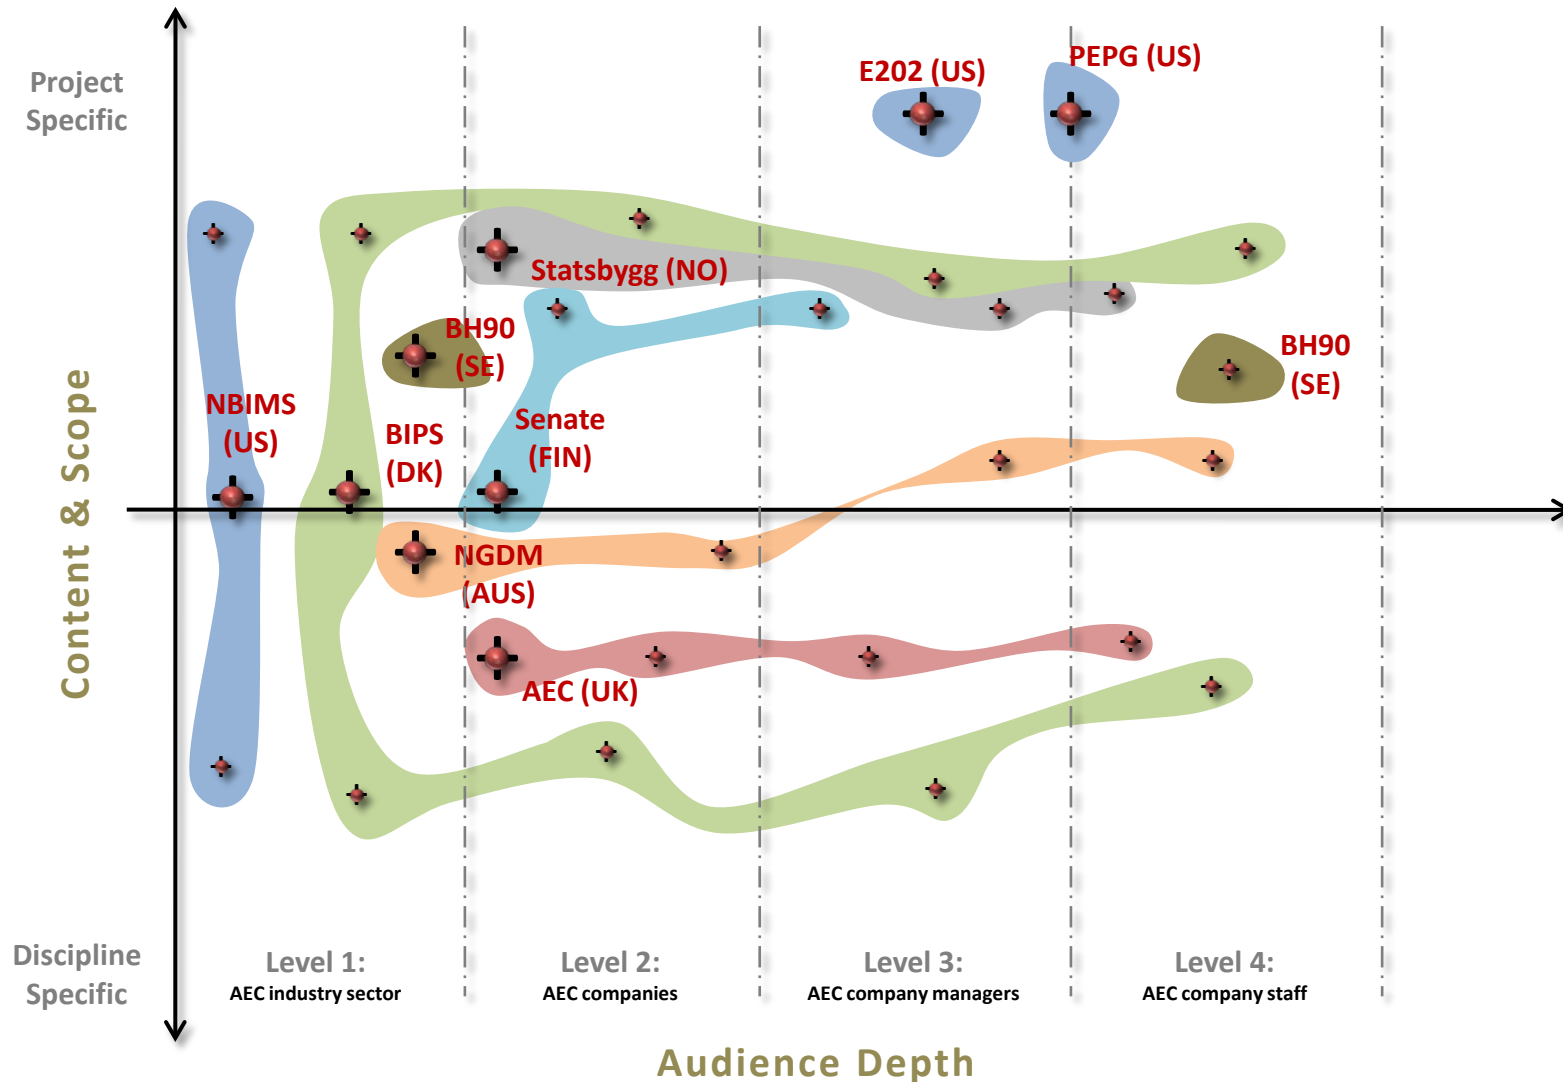 Project
Specific
E202 (US)
PEPG (US)
Statsbygg (NO)
BH90
(SE)
BH90
(SE)
NBIMS
(US)
BIPS
(DK)
Senate
(FIN)
NGDM
(AUS)
AEC (UK)
Content & Scope
Discipline
Specific
Level 1:
AEC industry sector
Level 2:
AEC companies
Level 3:
AEC company managers
Level 4:
AEC company staff
Audience Depth